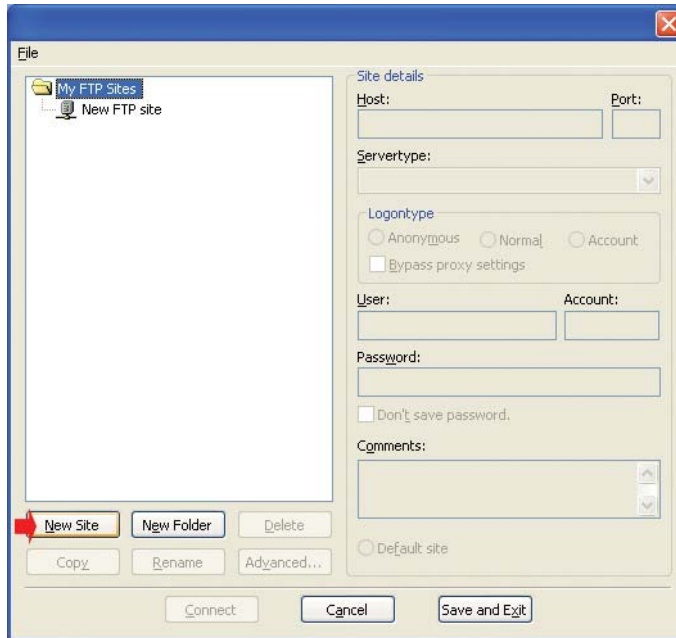 File
My FTP Sites
New FTP site
Site details
Host: Port:
Servertype:
Logontype
Anonymous Normal Account
Bypass proxy settings
User: Account:
Password:
Don't save password.
Comments:
Default site
New Site New Folder Delete
Copy Rename Advanced...
Connect Cancel Save and Exit